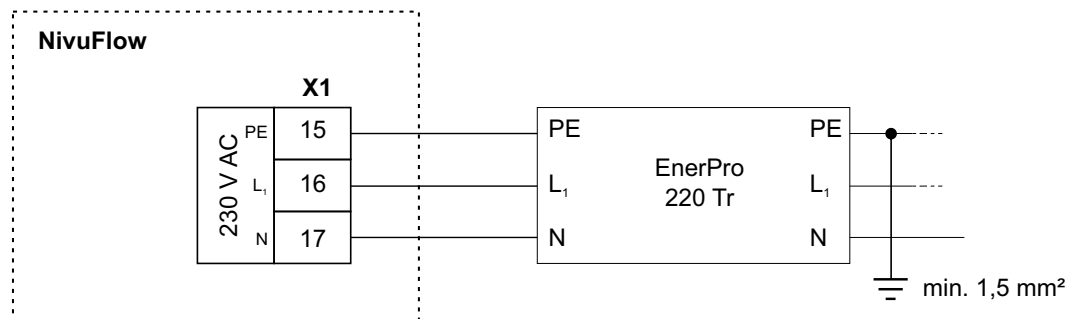 NivuFlow
X1
230 V AC
PE 15
L₁ 16
N 17
PE
L₁
N
EnerPro
220 Tr
PE
L₁
N
min. 1,5 mm²